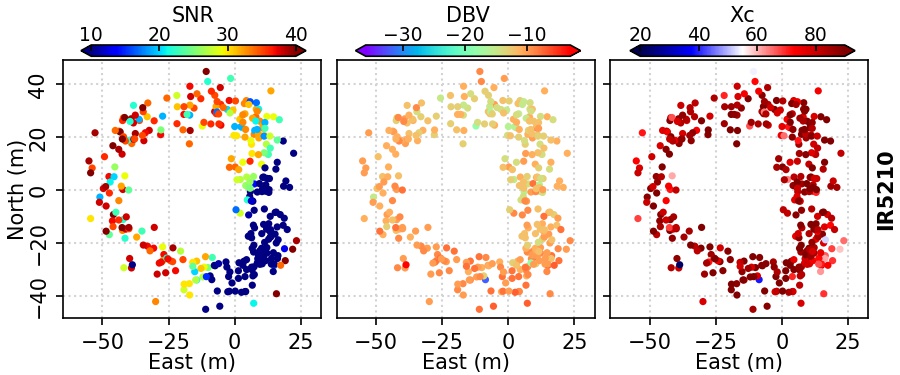 SNR
DBV
Xc
10 20 30 40
−30 −20 −10
20 40 60 80
North (m)
40
20
0
−20
−40
−50 −25 0 25
−50 −25 0 25
−50 −25 0 25
East (m)
East (m)
East (m)
IR5210